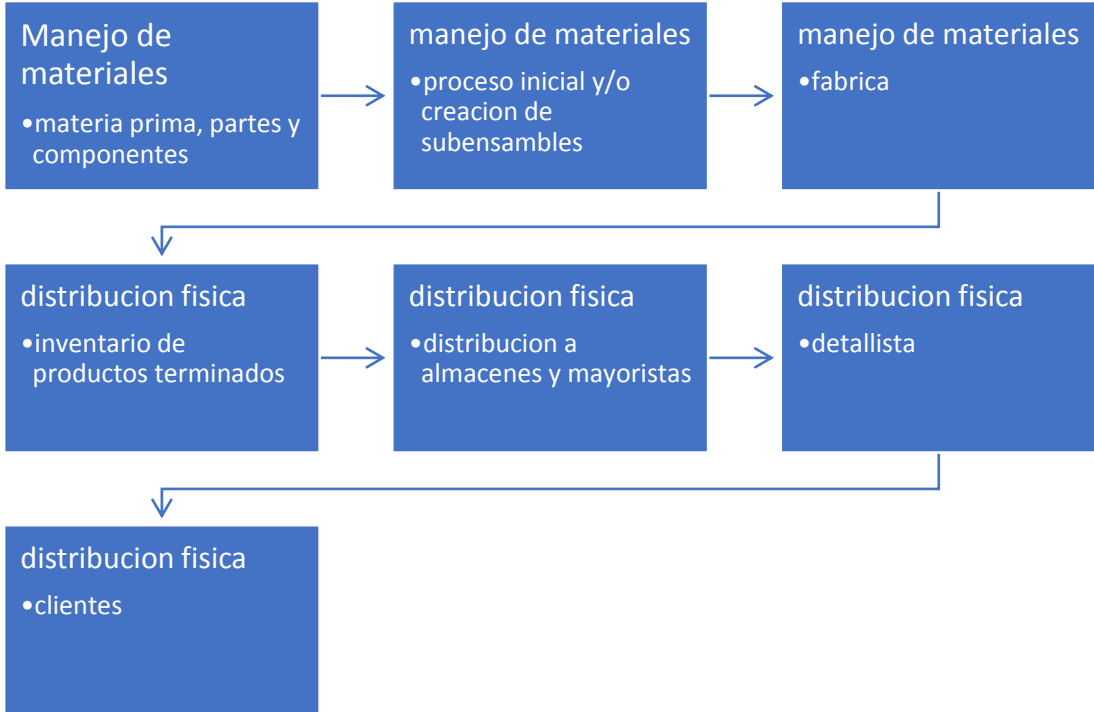 Manejo de
materiales
•materia prima, partes y
componentes
manejo de materiales
•proceso inicial y/o
creacion de
subensambles
manejo de materiales
•fabrica
distribucion fisica
•inventario de
productos terminados
distribucion fisica
•distribucion a
almacenes y mayoristas
distribucion fisica
•detallista
distribucion fisica
•clientes